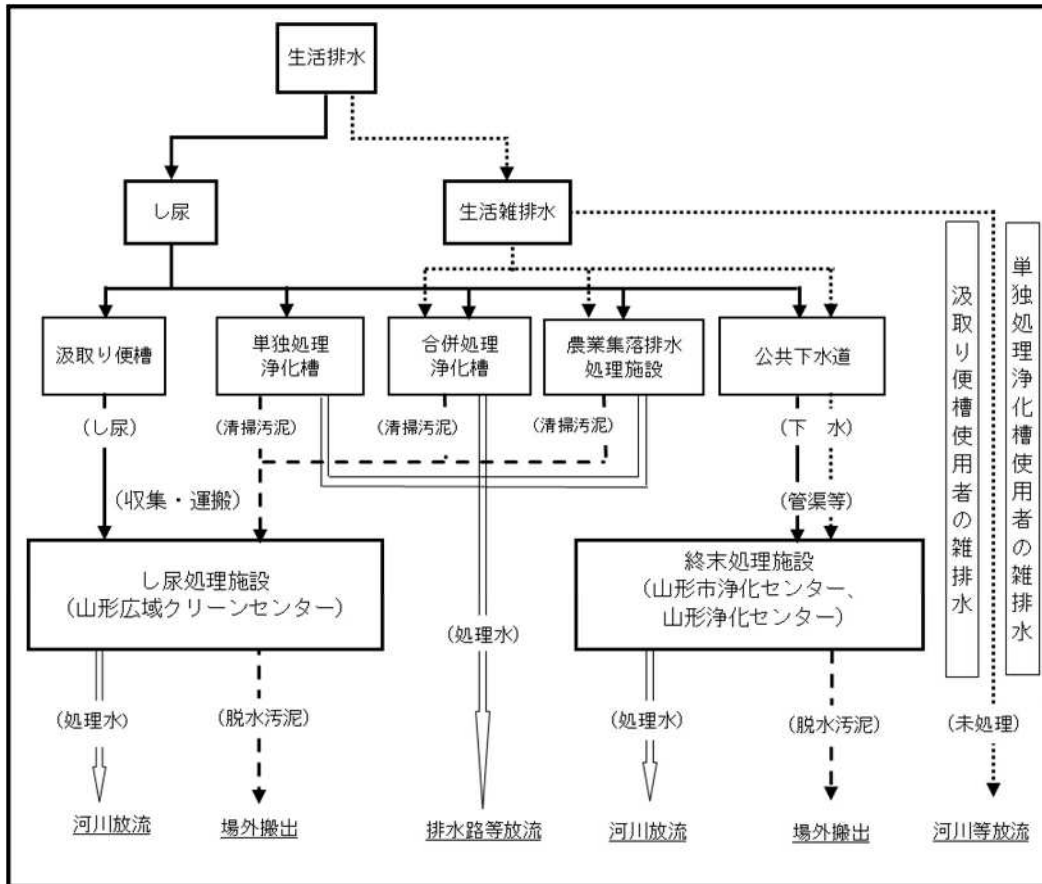 生活排水
し尿
生活雑排水
汲取り便槽
単独処理
浄化槽
合併処理
浄化槽
農業集落排水
処理施設
公共下水道
(し尿)
(清掃汚泥)
(清掃汚泥)
(清掃汚泥)
(下　水)
(収集・運搬)
(管渠等)
し尿処理施設
(山形広域クリーンセンター)
終末処理施設
(山形市浄化センター、
山形浄化センター)
汲取り便槽使用者の雑排水
単独処理浄化槽使用者の雑排水
(処理水)
(脱水汚泥)
(処理水)
(処理水)
(脱水汚泥)
(未処理)
河川放流
場外搬出
排水路等放流
河川放流
場外搬出
河川等放流